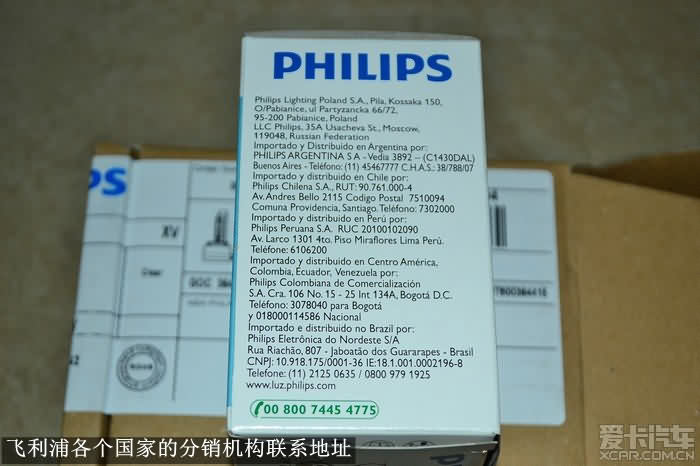 PHILIPS
Philips Lighting Poland S.A., Pila, Kossaka 150,
O/Pabianice, ul Partyzancka 66/72,
95-200 Pabianice, Poland
LLC Philips, 35A Usacheva St., Moscow,
119048, Russian Federation
Importado y Distribuido en Argentina por:
PHILIPS ARGENTINA S A - Vedia 3892 - (C1430DAL)
Buenos Aires - Teléfono: (11) 45467777 C.H.A.S.: 38/788/07
Importado y distribuido en Chile por:
Philips Chilena S.A., RUT: 90.761.000-4
Av. Andres Bello 2115 Codigo Postal 7510094
Comuna Providencia, Santiago. Teléfono: 7302000
Importado y distribuido en Perú por:
Philips Peruana S.A. RUC 20100102090
Av. Larco 1301 4to. Piso Miraflores Lima Perú.
Teléfono: 6106200
Importado y distribuido en Centro América,
Colombia, Ecuador, Venezuela por:
Philips Colombiana de Comercialización
S.A. Cra. 106 No. 15 - 25 Int 134A, Bogotá D.C.
Teléfono: 3078040 para Bogotá
y 018000114586 Nacional
Importado e distribuido no Brazil por:
Philips Eletrônica do Nordeste S/A
Rua Riachão, 807 - Jaboatão dos Guararapes - Brasil
CNPJ: 10.918.175/0001-36 IE:18.1.001.0002196-8
Telefone: (11) 2125 0635 / 0800 979 1925
www.luz.philips.com
00 800 7445 4775
PS
XV
飞利浦各个国家的分销机构联系地址
爱卡汽车
XCAR.COM.CN